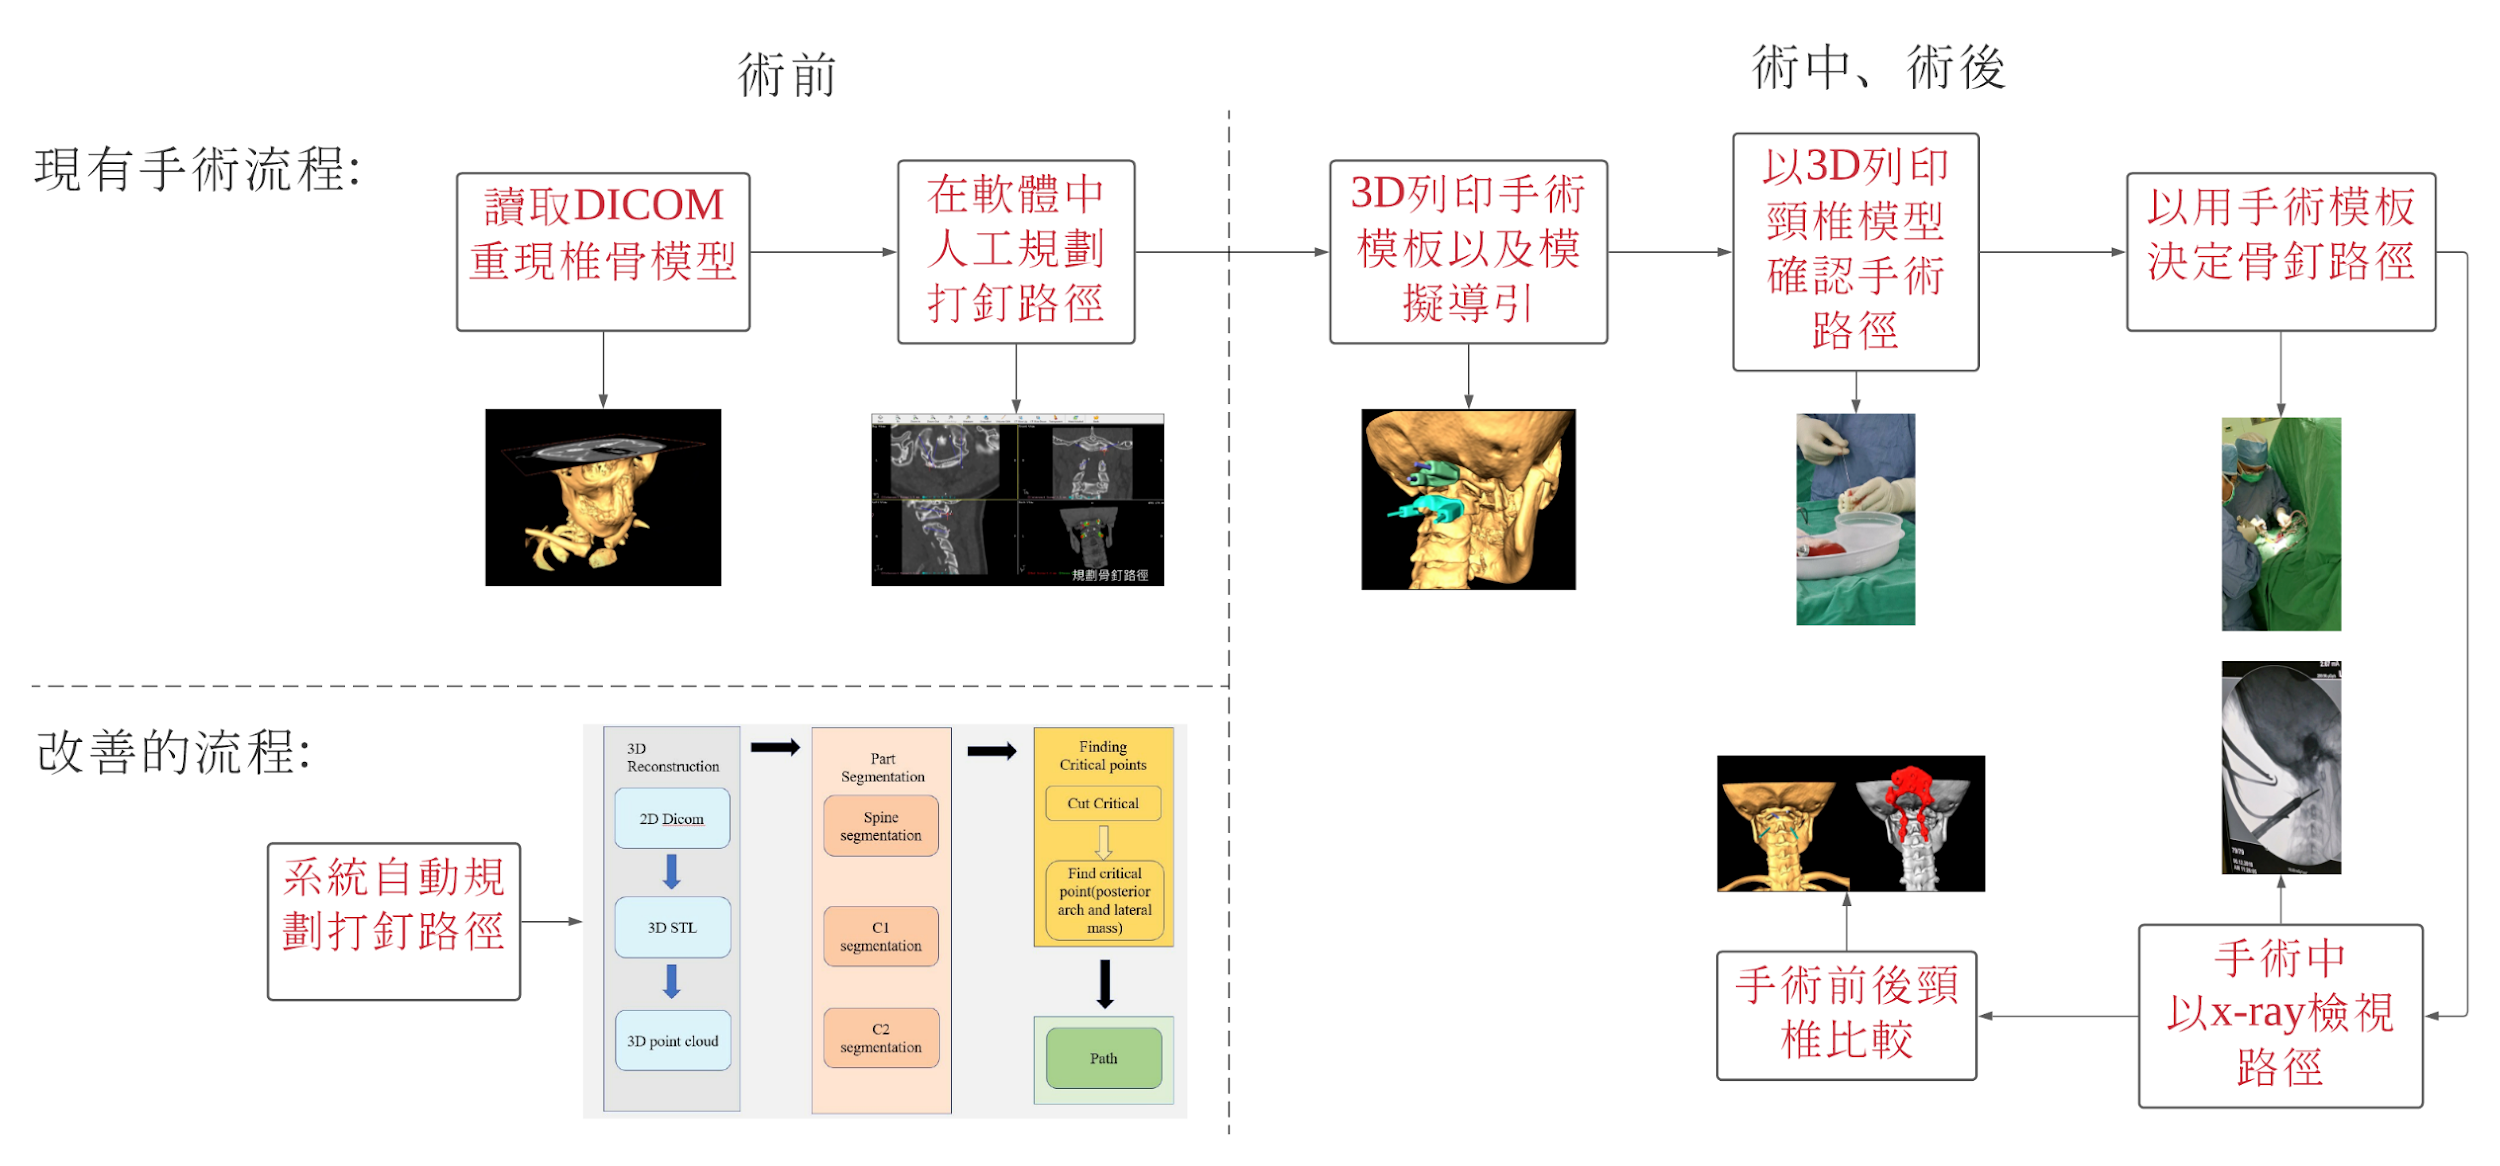 術前
術中、術後
現有手術流程:
讀取DICOM
重現椎骨模型
在軟體中
人工規劃
打釘路徑
3D列印手術
模板以及模
擬導引
以3D列印
頸椎模型
確認手術
路徑
以用手術模板
決定骨釘路徑
規劃骨釘路徑
改善的流程:
系統自動規
劃打釘路徑
3D
Reconstruction
2D Dicom
3D STL
3D point cloud
Part
Segmentation
Spine
segmentation
C1
segmentation
C2
segmentation
Finding
Critical points
Cut Critical
Find critical
point(posterior
arch and lateral
mass)
Path
手術前後頸
椎比較
手術中
以x-ray檢視
路徑